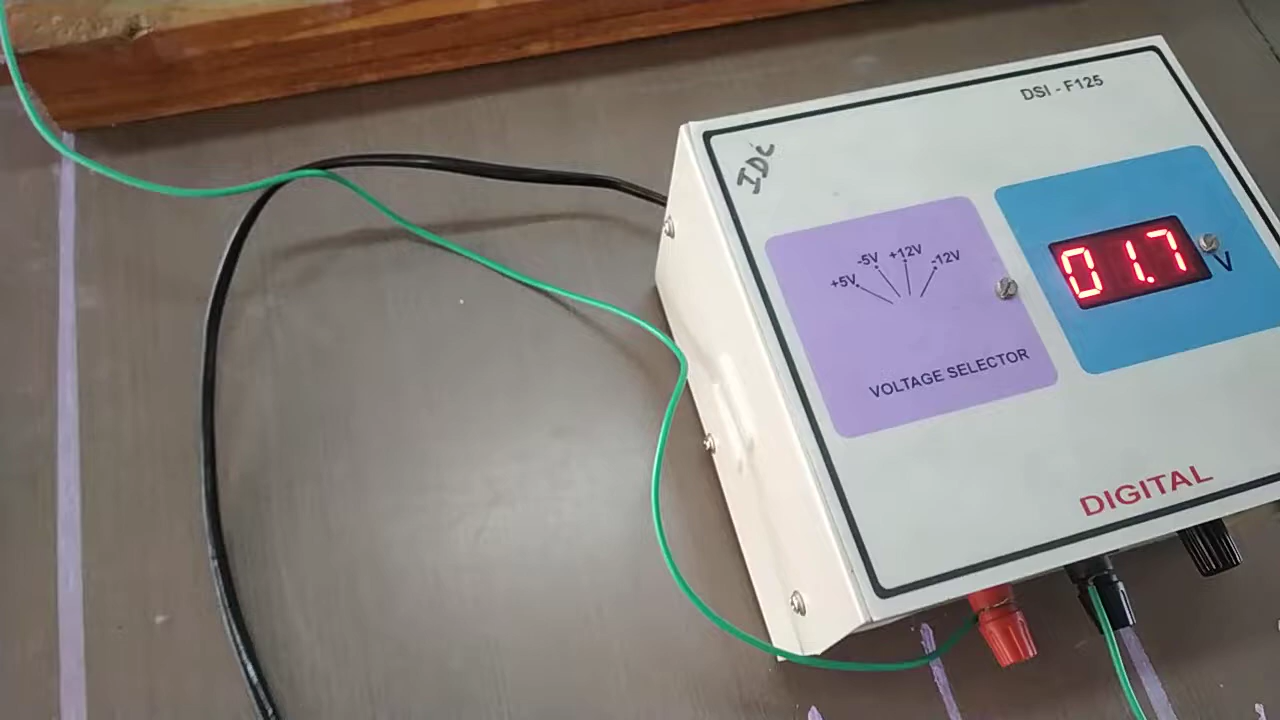 DSI - F125
IDC
+5V -5V +12V -12V
VOLTAGE SELECTOR
01.7
V
DIGITAL